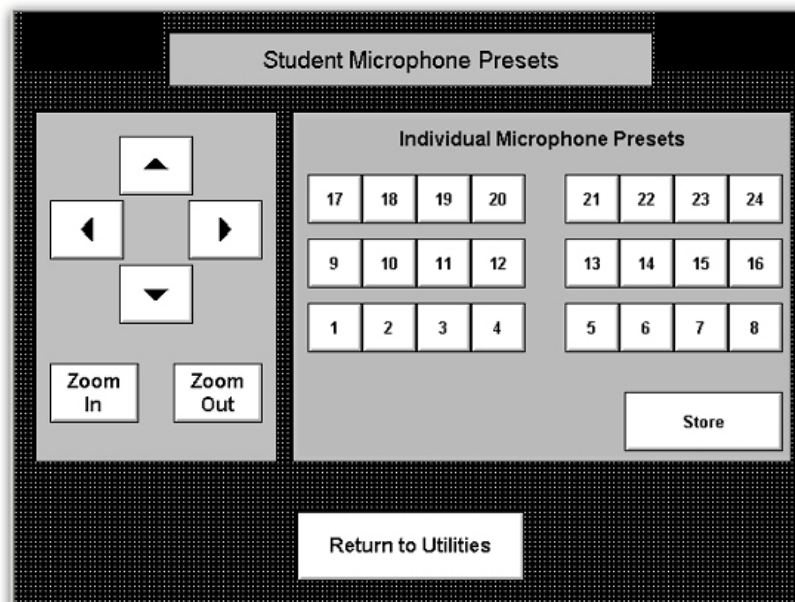 Student Microphone Presets
Individual Microphone Presets
17 18 19 20 21 22 23 24
9 10 11 12 13 14 15 16
1 2 3 4 5 6 7 8
Zoom
In
Zoom
Out
Store
Return to Utilities